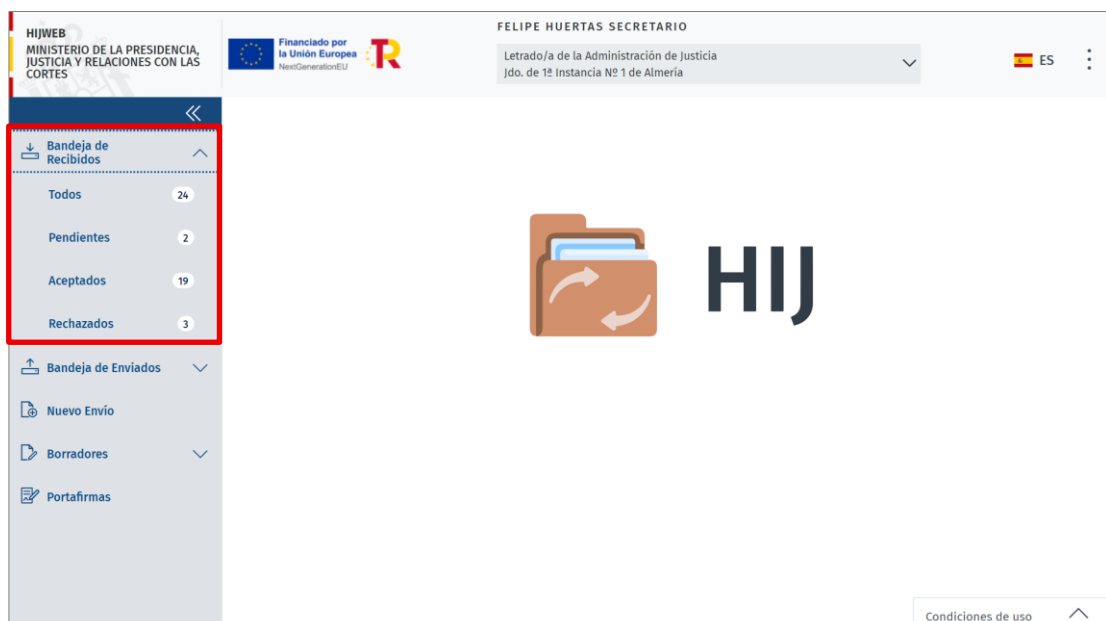 HIJWEB
MINISTERIO DE LA PRESIDENCIA,
JUSTICIA Y RELACIONES CON LAS
CORTES
Financiado por
la Unión Europea
NextGenerationEU
FELIPE HUERTAS SECRETARIO
Letrado/a de la Administración de Justicia
Jdo. de 1ª Instancia Nº 1 de Almería
ES
Bandeja de
Recibidos
Todos 24
Pendientes 2
Aceptados 19
Rechazados 3
Bandeja de Enviados
Nuevo Envío
Borradores
Portafirmas
HIJ
Condiciones de uso